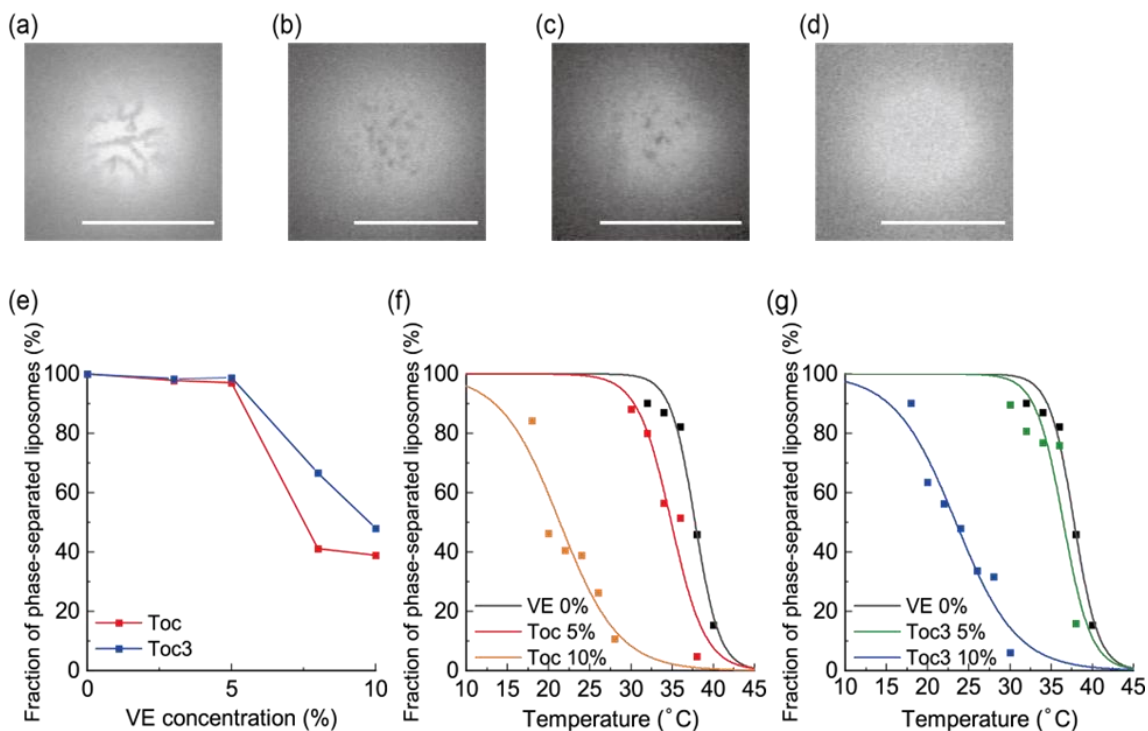 (a)
(b)
(c)
(d)
(e)
Fraction of phase-separated liposomes (%)
100
80
60
40
20
0
Toc
Toc3
0
5
10
VE concentration (%)
(f)
Fraction of phase-separated liposomes (%)
100
80
60
40
20
0
VE 0%
Toc 5%
Toc 10%
10 15 20 25 30 35 40 45
Temperature (˚C)
(g)
Fraction of phase-separated liposomes (%)
100
80
60
40
20
0
VE 0%
Toc3 5%
Toc3 10%
10 15 20 25 30 35 40 45
Temperature (˚C)